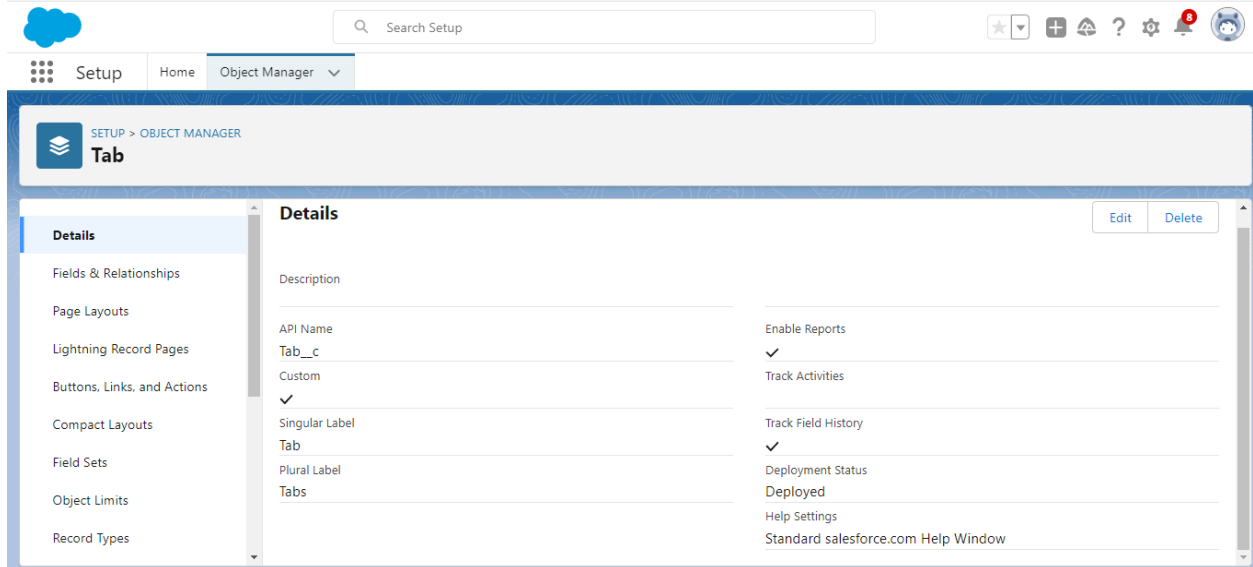 Search Setup
8
Setup Home Object Manager
SETUP > OBJECT MANAGER
Tab
Details
Fields & Relationships
Page Layouts
Lightning Record Pages
Buttons, Links, and Actions
Compact Layouts
Field Sets
Object Limits
Record Types
Details
Edit Delete
Description
API Name
Tab__c
Custom
Singular Label
Tab
Plural Label
Tabs
Enable Reports
Track Activities
Track Field History
Deployment Status
Deployed
Help Settings
Standard salesforce.com Help Window